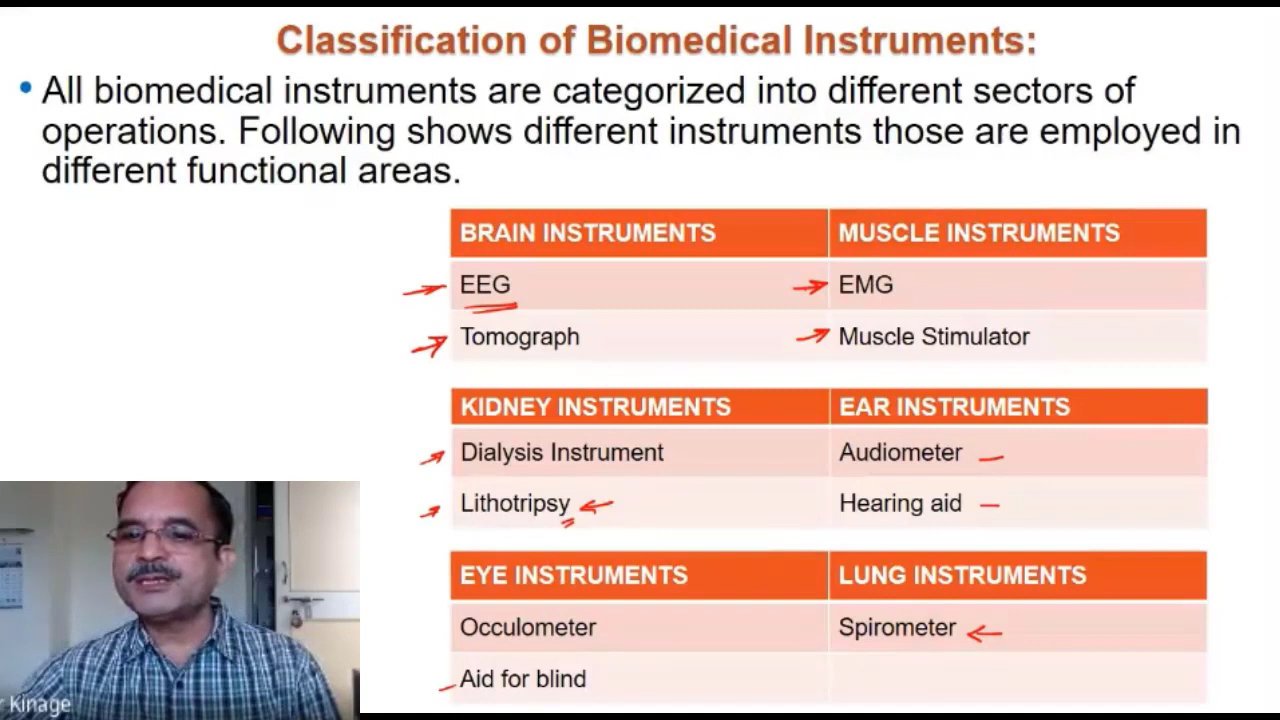 Classification of Biomedical Instruments:
• All biomedical instruments are categorized into different sectors of
operations. Following shows different instruments those are employed in
different functional areas.
BRAIN INSTRUMENTS MUSCLE INSTRUMENTS
EEG EMG
Tomograph Muscle Stimulator
KIDNEY INSTRUMENTS EAR INSTRUMENTS
Dialysis Instrument Audiometer
Lithotripsy Hearing aid
EYE INSTRUMENTS LUNG INSTRUMENTS
Occulometer Spirometer
Aid for blind
Kinage